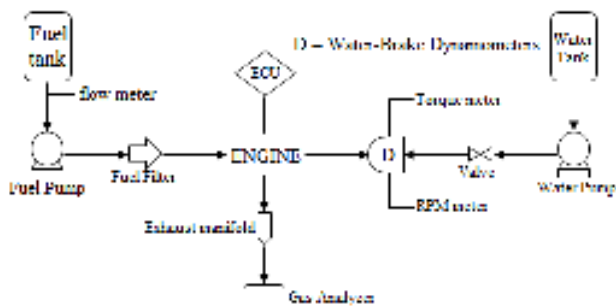 Fuel
tank
D – Water-Brake Dynamometers
Water
Tank
ECU
flow meter
Torque meter
ENGINE
D
Fuel Pump
Fuel Filter
Valve
Water Pump
RPM meter
Exhaust manifold
Gas Analyzer